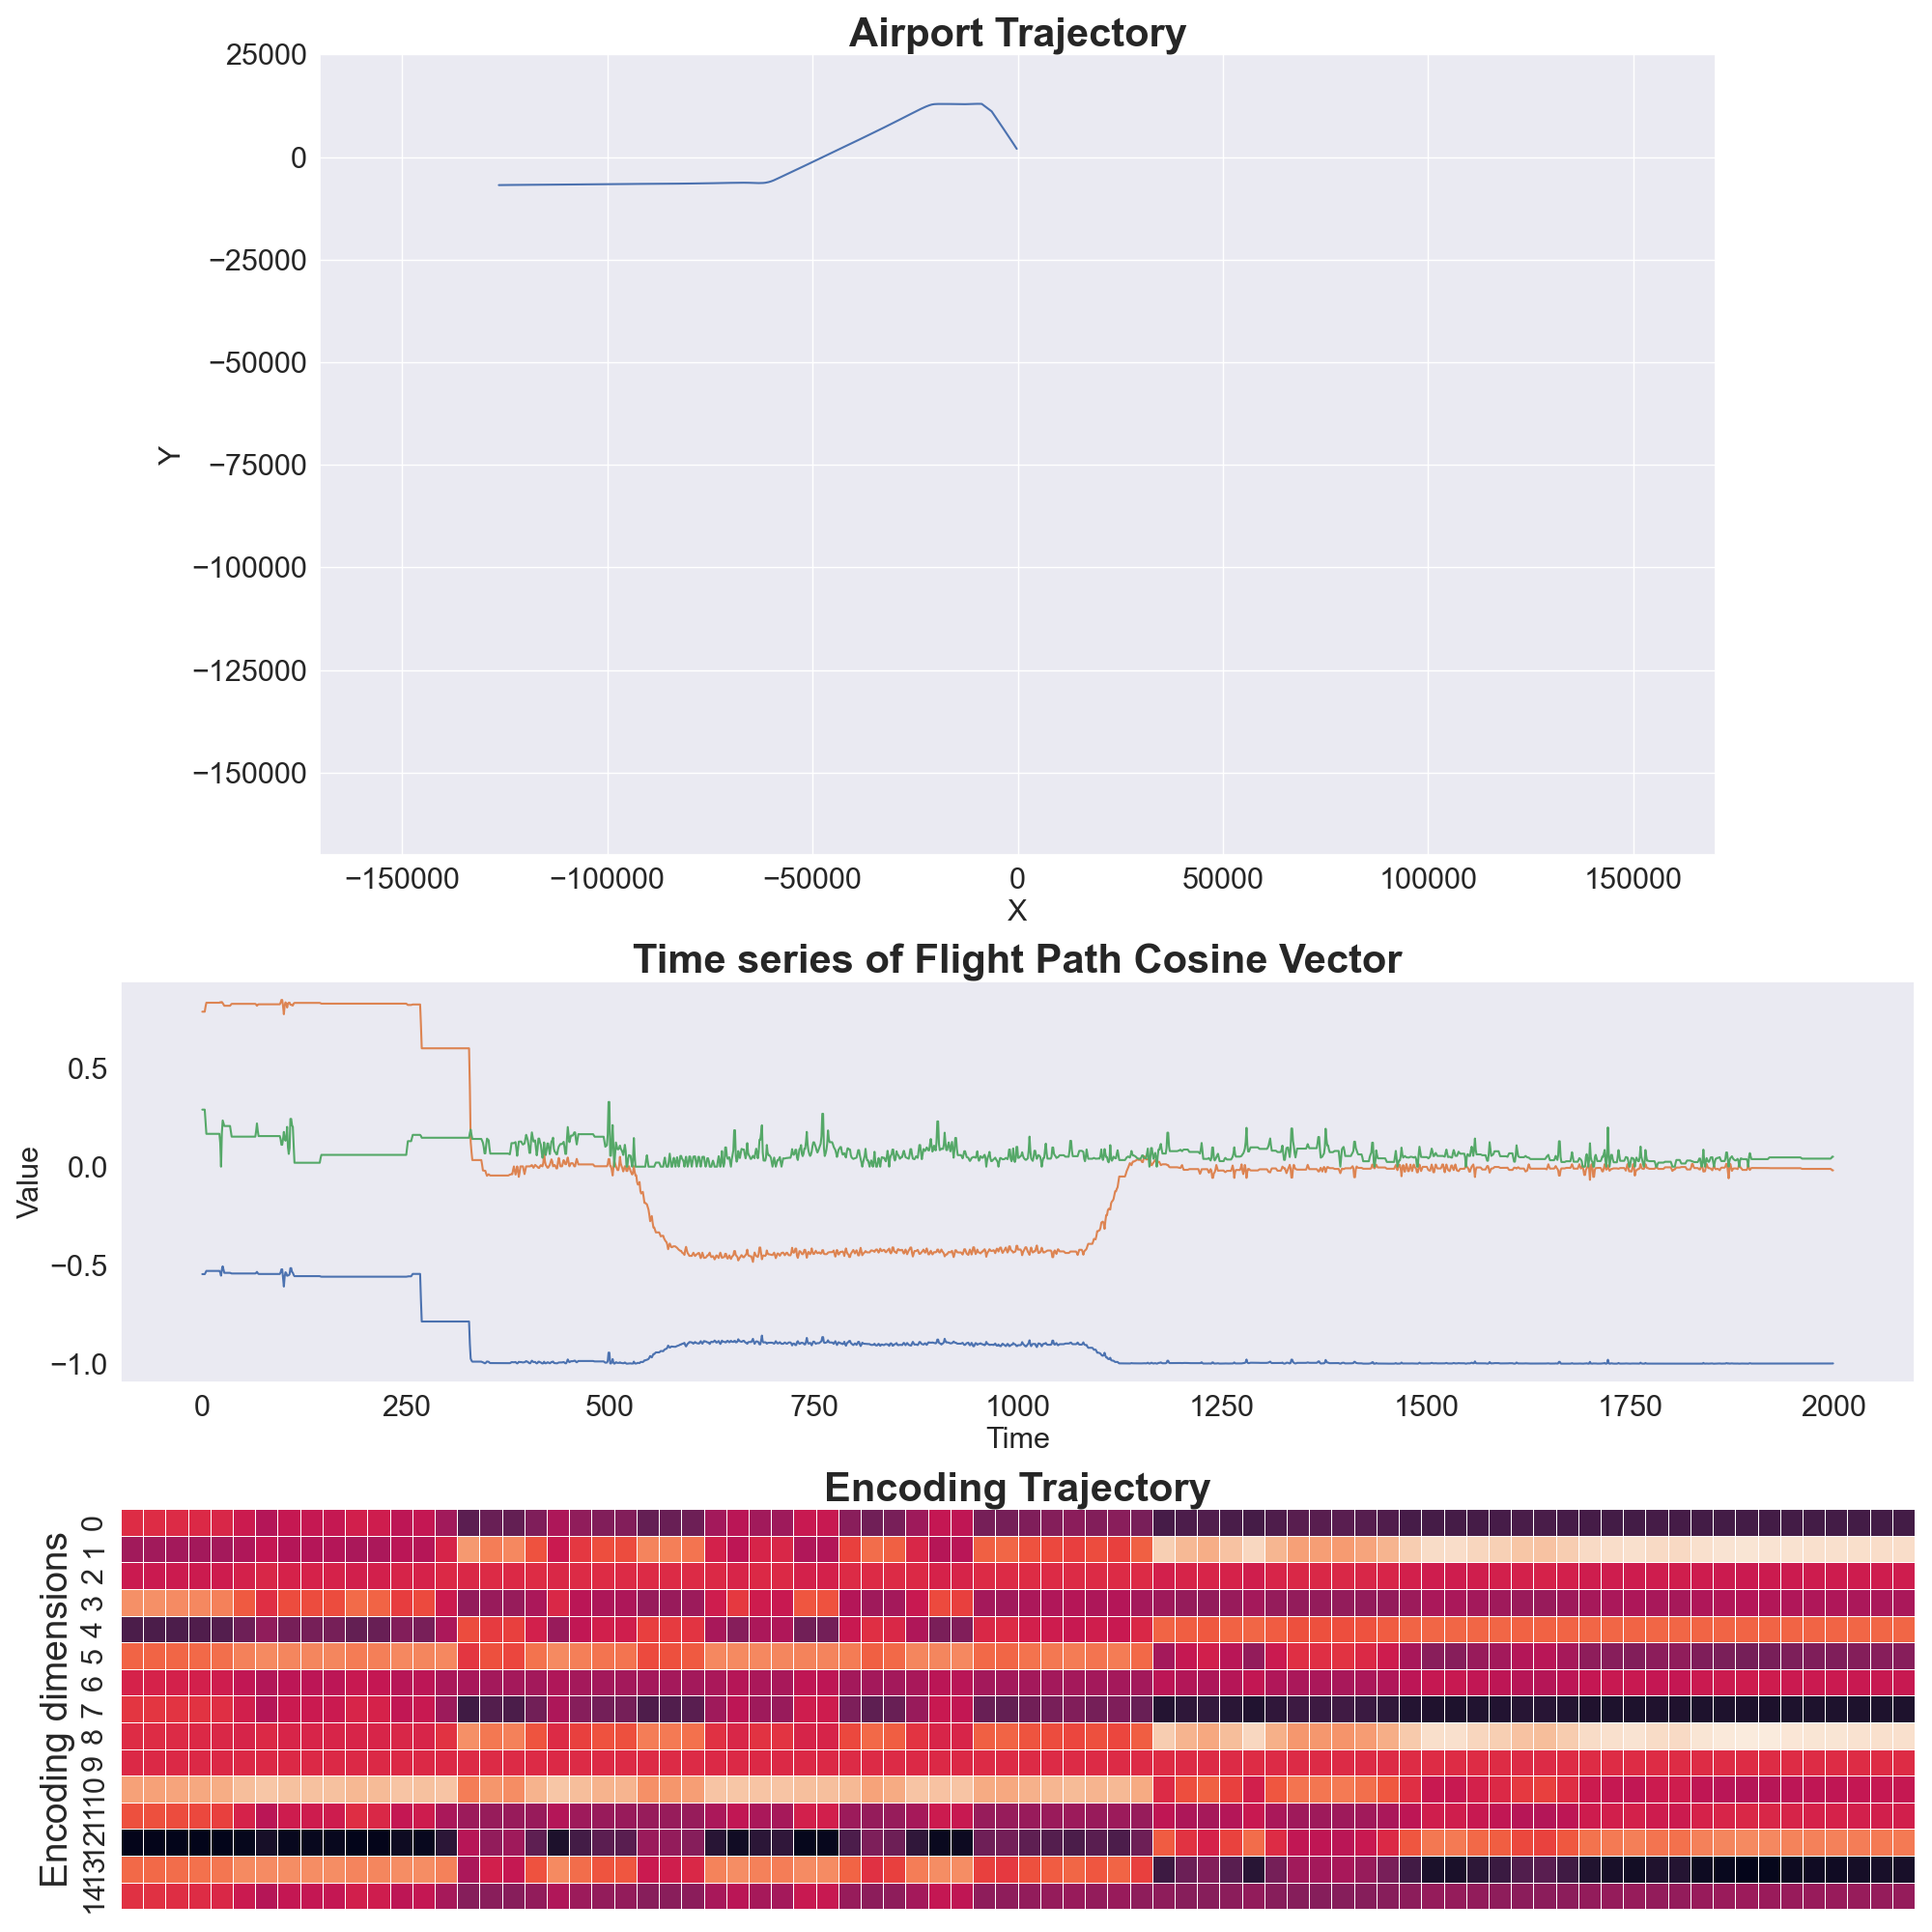 Airport Trajectory
25000
0
−25000
−50000
−75000
−100000
−125000
−150000
Y
−150000 −100000 −50000 0 50000 100000 150000
X
Time series of Flight Path Cosine Vector
0.5
0.0
−0.5
−1.0
Value
0 250 500 750 1000 1250 1500 1750 2000
Time
Encoding Trajectory
0
1
2
3
4
5
6
7
8
9
10
11
12
13
14
Encoding dimensions